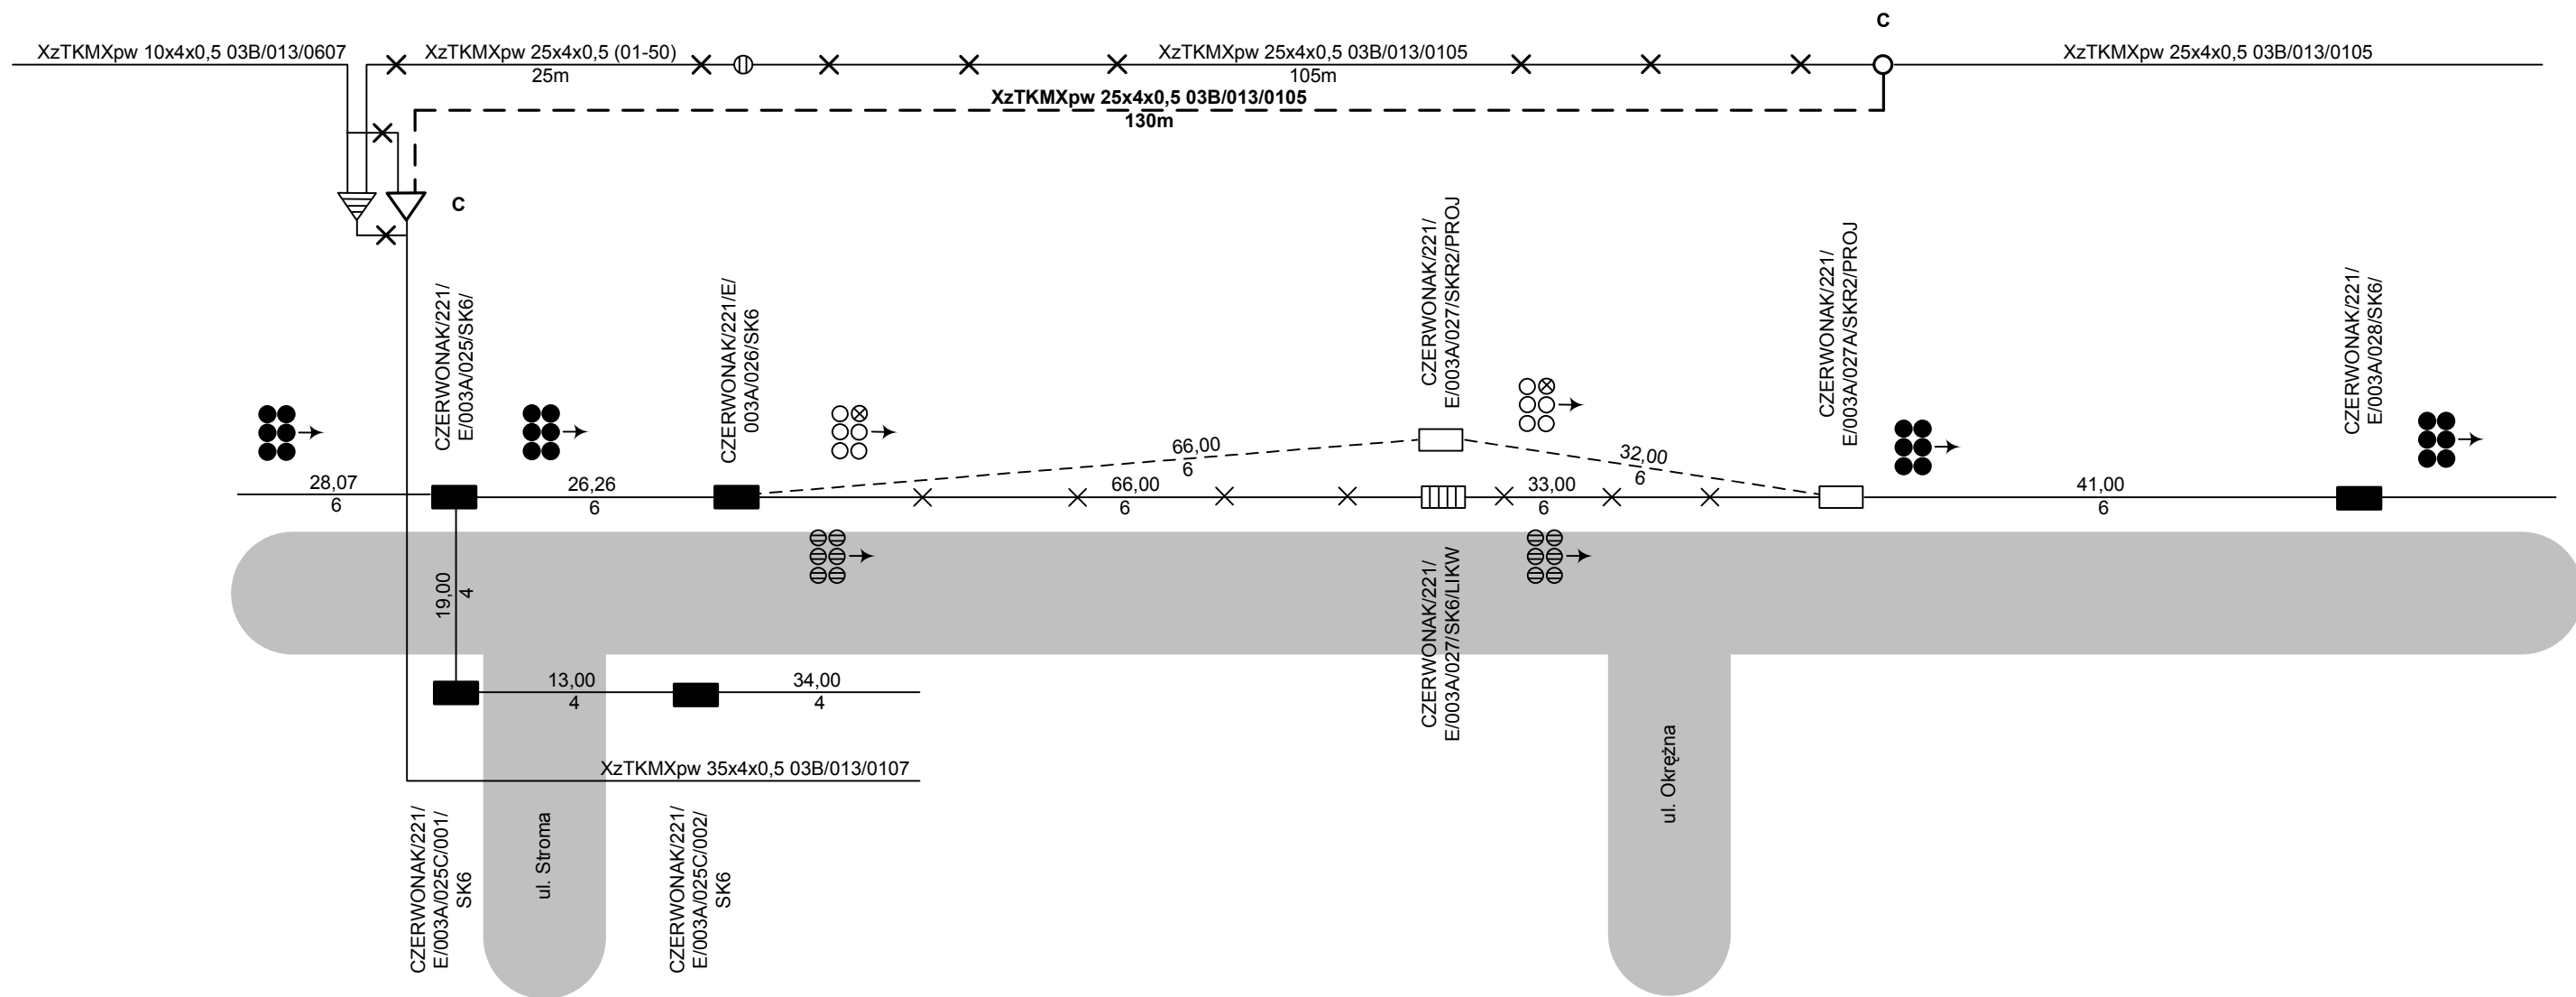 C
XzTKMXpw 10x4x0,5 03B/013/0607
XzTKMXpw 25x4x0,5 (01-50)
25m
XzTKMXpw 25x4x0,5 03B/013/0105
105m
XzTKMXpw 25x4x0,5 03B/013/0105
XzTKMXpw 25x4x0,5 03B/013/0105
130m
C
CZERWONAK/221/
E/003A/025/SK6/
CZERWONAK/221/E/
003A/026/SK6
CZERWONAK/221/
E/003A/027/SKR2/PROJ
CZERWONAK/221/
E/003A/027A/SKR2/PROJ
CZERWONAK/221/
E/003A/028/SK6/
66,00
6
32,00
6
28,07
6
26,26
6
66,00
6
33,00
6
41,00
6
19,00
4
CZERWONAK/221/
E/003A/027/SK6/LIKW
13,00
4
34,00
4
XzTKMXpw 35x4x0,5 03B/013/0107
CZERWONAK/221/
E/003A/025C/001/
SK6
ul. Stroma
CZERWONAK/221/
E/003A/025C/002/
SK6
ul. Okrężna